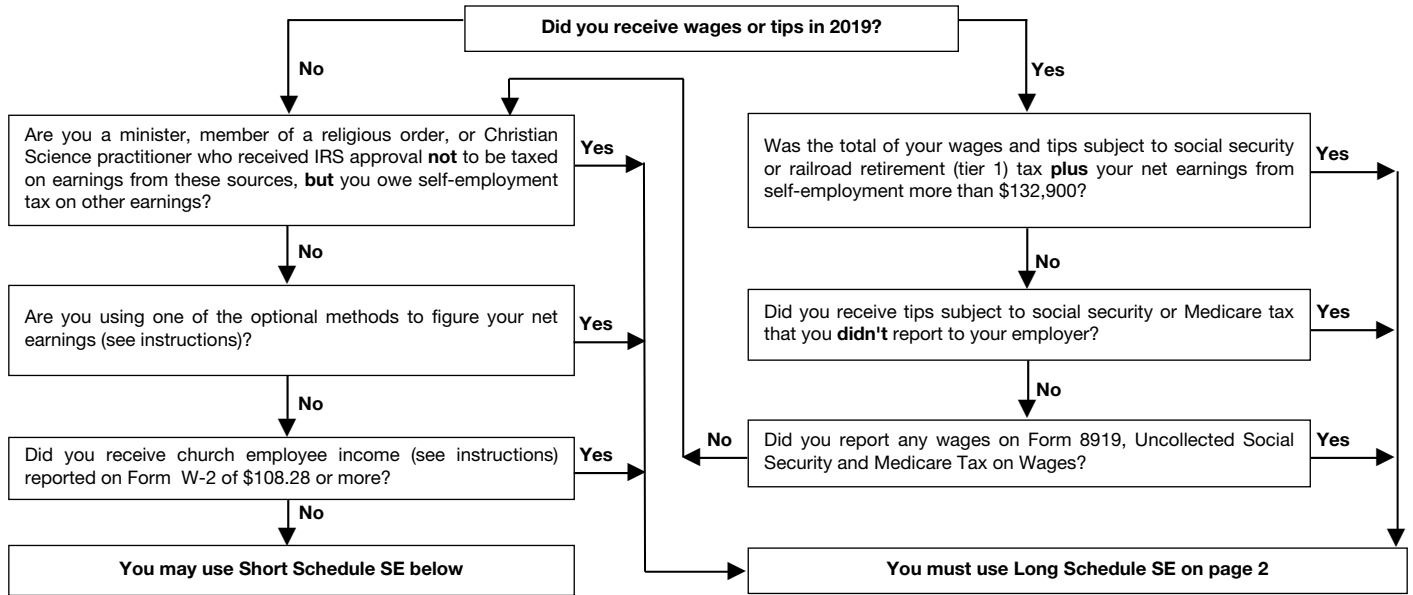 Did you receive wages or tips in 2019?
No
Yes
Are you a minister, member of a religious order, or Christian
Science practitioner who received IRS approval not to be taxed
on earnings from these sources, but you owe self-employment
tax on other earnings?
Yes
Was the total of your wages and tips subject to social security
or railroad retirement (tier 1) tax plus your net earnings from
self-employment more than $132,900?
Yes
No
No
Are you using one of the optional methods to figure your net
earnings (see instructions)?
Yes
Did you receive tips subject to social security or Medicare tax
that you didn't report to your employer?
Yes
No
No
Did you receive church employee income (see instructions)
reported on Form W-2 of $108.28 or more?
Yes
No
Did you report any wages on Form 8919, Uncollected Social
Security and Medicare Tax on Wages?
Yes
No
You may use Short Schedule SE below
You must use Long Schedule SE on page 2